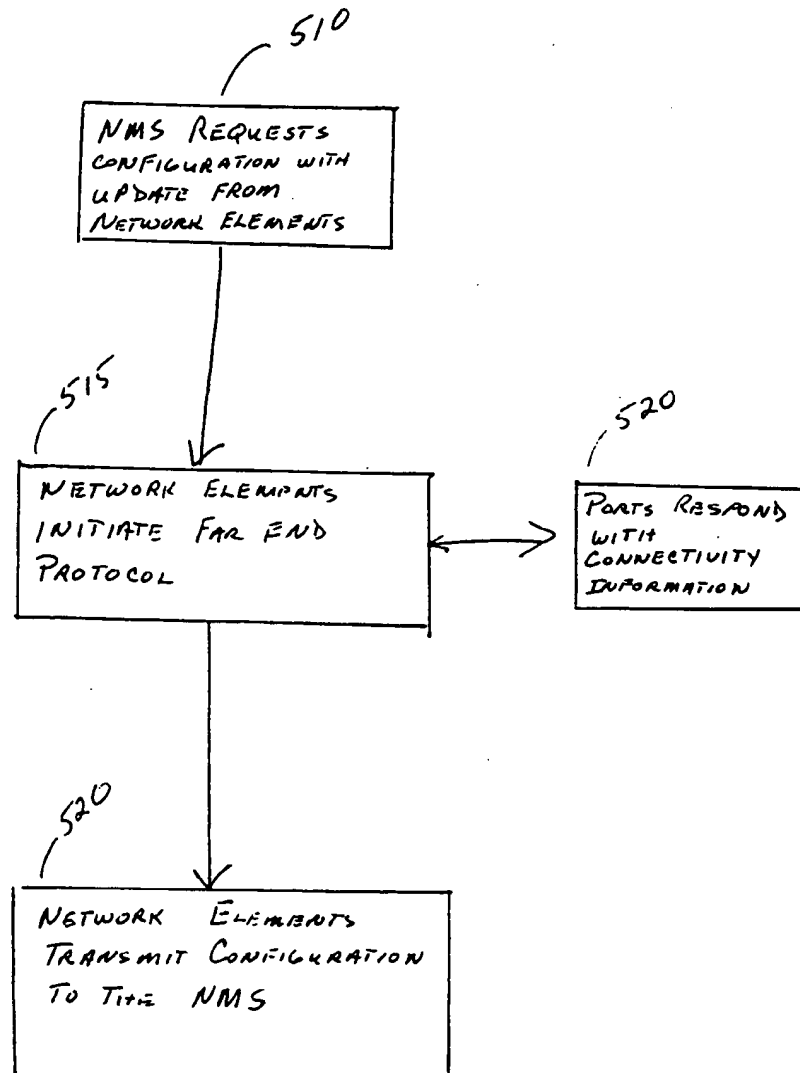 510
NMS REQUESTS
CONFIGURATION WITH
UPDATE FROM
NETWORK ELEMENTS
515
NETWORK ELEMENTS
INITIATE FAR END
PROTOCOL
520
PORTS RESPOND
WITH
CONNECTIVITY
INFORMATION
520
NETWORK ELEMENTS
TRANSMIT CONFIGURATION
TO THE NMS